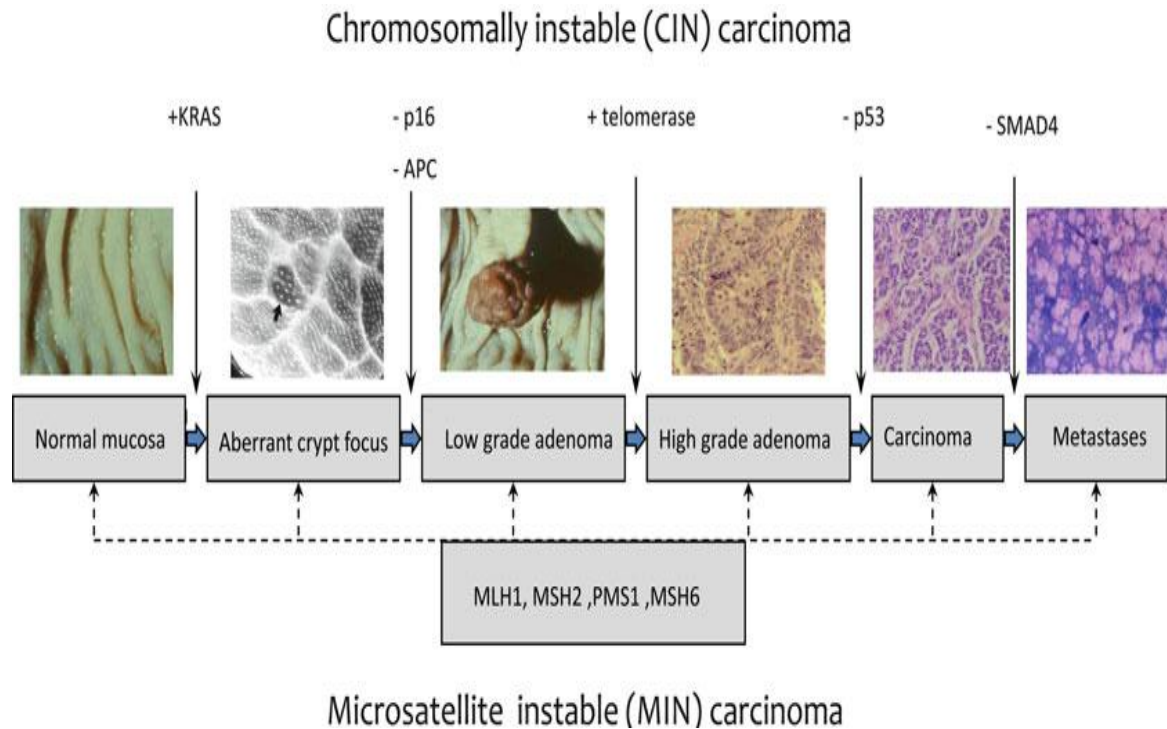 Chromosomally instable (CIN) carcinoma
+KRAS
- p16
- APC
+ telomerase
- p53
- SMAD4
Normal mucosa
Aberrant crypt focus
Low grade adenoma
High grade adenoma
Carcinoma
Metastases
MLH1, MSH2 ,PMS1 ,MSH6
Microsatellite instable (MIN) carcinoma